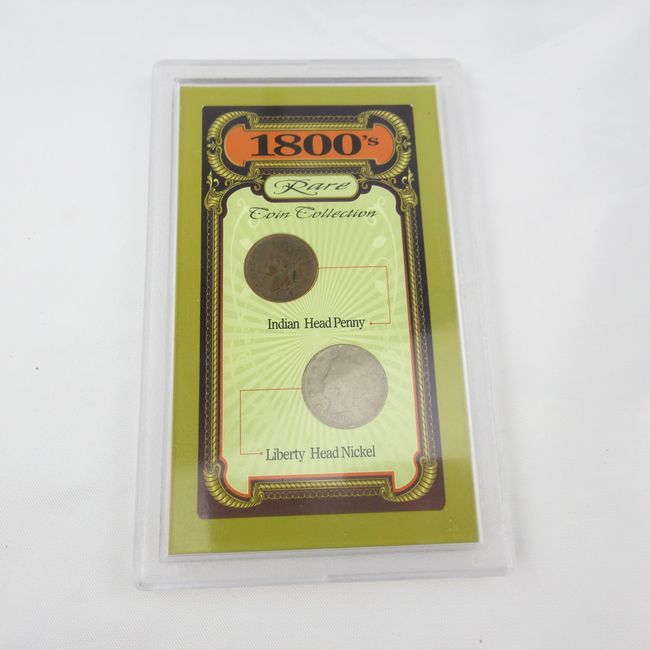 1800's
Rare
Coin Collection
Indian Head Penny
Liberty Head Nickel